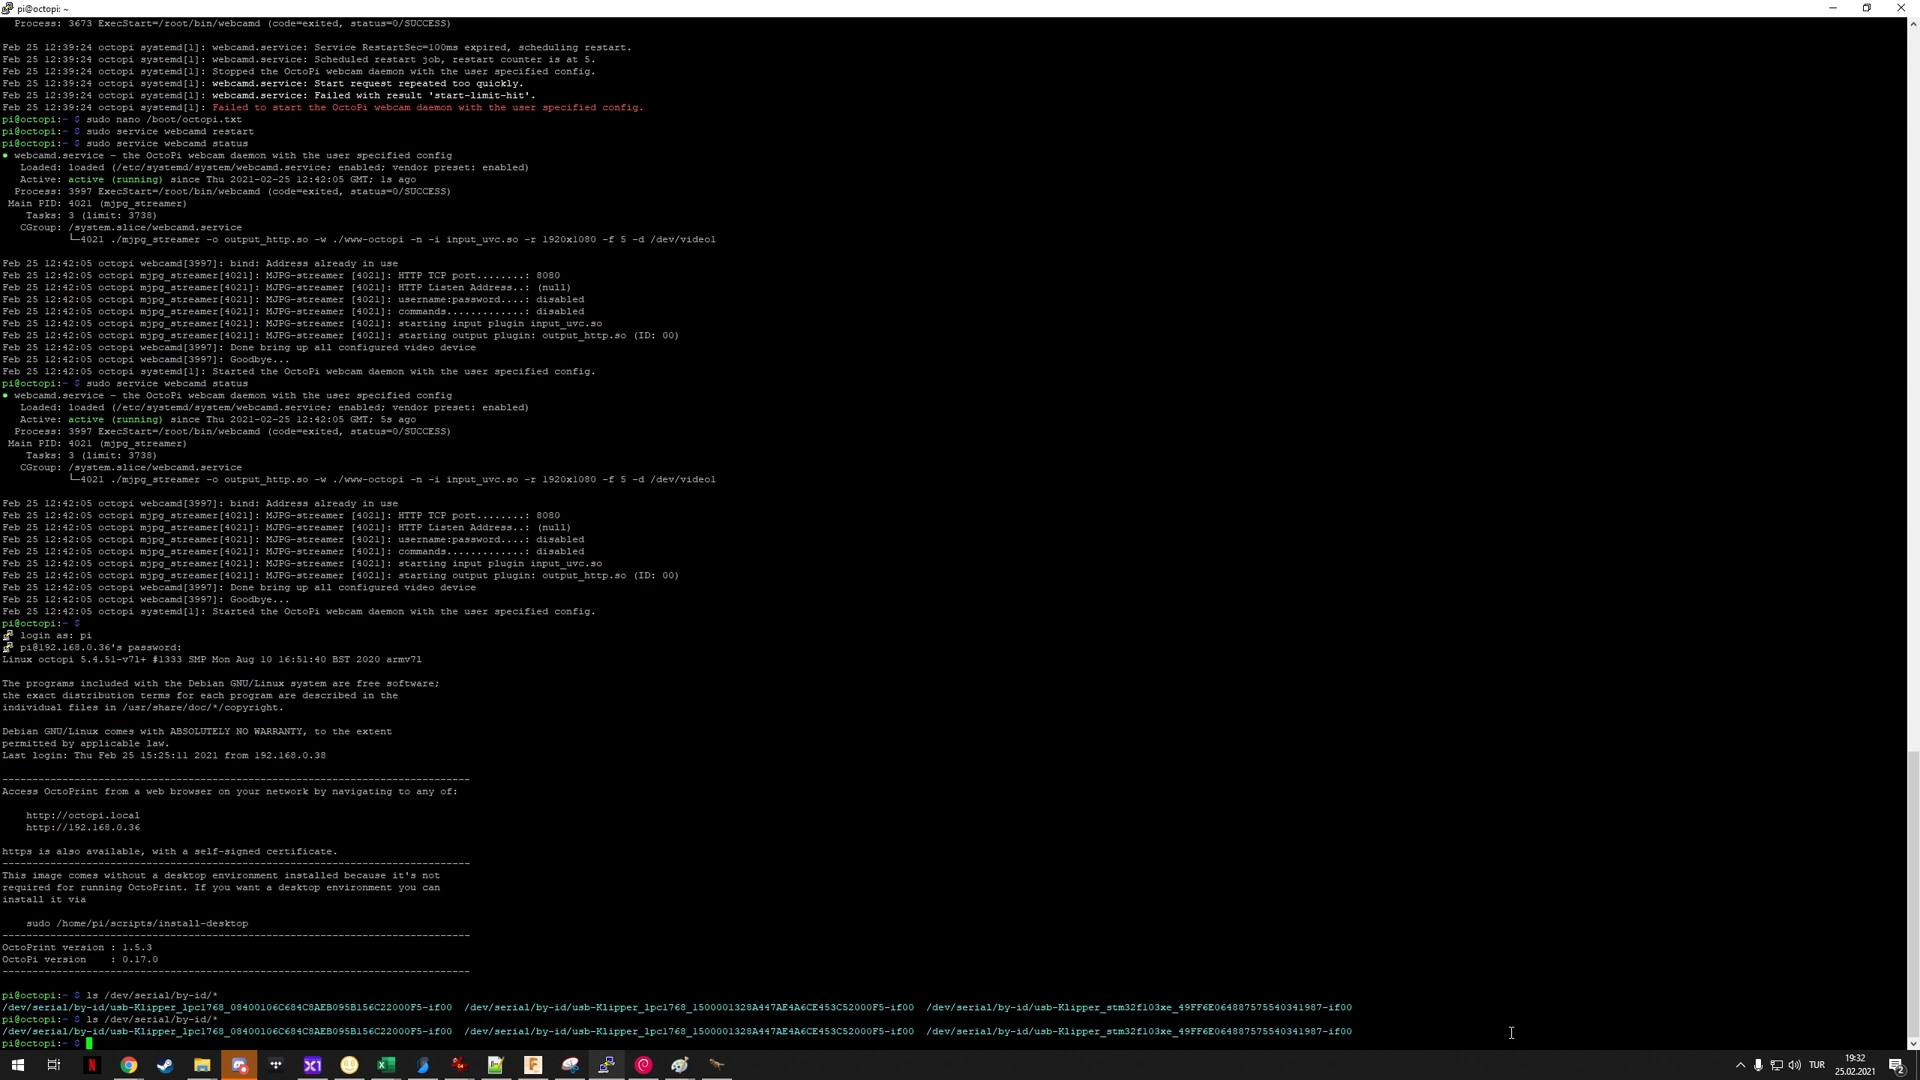 pi@octopi: ~
Process: 3673 ExecStart=/root/bin/webcamd (code=exited, status=0/SUCCESS)
Feb 25 12:39:24 octopi systemd[1]: webcamd.service: Service RestartSec=100ms expired, scheduling restart.
Feb 25 12:39:24 octopi systemd[1]: webcamd.service: Scheduled restart job, restart counter is at 5.
Feb 25 12:39:24 octopi systemd[1]: Stopped the OctoPi webcam daemon with the user specified config.
Feb 25 12:39:24 octopi systemd[1]: webcamd.service: Start request repeated too quickly.
Feb 25 12:39:24 octopi systemd[1]: webcamd.service: Failed with result 'start-limit-hit'.
Feb 25 12:39:24 octopi systemd[1]: Failed to start the OctoPi webcam daemon with the user specified config.
pi@octopi:~ $ sudo nano /boot/octopi.txt
pi@octopi:~ $ sudo service webcamd restart
pi@octopi:~ $ sudo service webcamd status
● webcamd.service - the OctoPi webcam daemon with the user specified config
Loaded: loaded (/etc/systemd/system/webcamd.service; enabled; vendor preset: enabled)
Active: active (running) since Thu 2021-02-25 12:42:05 GMT; 1s ago
Process: 3997 ExecStart=/root/bin/webcamd (code=exited, status=0/SUCCESS)
Main PID: 4021 (mjpg_streamer)
Tasks: 3 (limit: 3738)
CGroup: /system.slice/webcamd.service
└─4021 ./mjpg_streamer -o output_http.so -w ./www-octopi -n -i input_uvc.so -r 1920x1080 -f 5 -d /dev/video1
Feb 25 12:42:05 octopi webcamd[3997]: bind: Address already in use
Feb 25 12:42:05 octopi mjpg_streamer[4021]: MJPG-streamer [4021]: HTTP TCP port........: 8080
Feb 25 12:42:05 octopi mjpg_streamer[4021]: MJPG-streamer [4021]: HTTP Listen Address..: (null)
Feb 25 12:42:05 octopi mjpg_streamer[4021]: MJPG-streamer [4021]: username:password....: disabled
Feb 25 12:42:05 octopi mjpg_streamer[4021]: MJPG-streamer [4021]: commands.............: disabled
Feb 25 12:42:05 octopi mjpg_streamer[4021]: MJPG-streamer [4021]: starting input plugin input_uvc.so
Feb 25 12:42:05 octopi mjpg_streamer[4021]: MJPG-streamer [4021]: starting output plugin: output_http.so (ID: 00)
Feb 25 12:42:05 octopi webcamd[3997]: Done bring up all configured video device
Feb 25 12:42:05 octopi webcamd[3997]: Goodbye...
Feb 25 12:42:05 octopi systemd[1]: Started the OctoPi webcam daemon with the user specified config.
pi@octopi:~ $ sudo service webcamd status
● webcamd.service - the OctoPi webcam daemon with the user specified config
Loaded: loaded (/etc/systemd/system/webcamd.service; enabled; vendor preset: enabled)
Active: active (running) since Thu 2021-02-25 12:42:05 GMT; 5s ago
Process: 3997 ExecStart=/root/bin/webcamd (code=exited, status=0/SUCCESS)
Main PID: 4021 (mjpg_streamer)
Tasks: 3 (limit: 3738)
CGroup: /system.slice/webcamd.service
└─4021 ./mjpg_streamer -o output_http.so -w ./www-octopi -n -i input_uvc.so -r 1920x1080 -f 5 -d /dev/video1
Feb 25 12:42:05 octopi webcamd[3997]: bind: Address already in use
Feb 25 12:42:05 octopi mjpg_streamer[4021]: MJPG-streamer [4021]: HTTP TCP port........: 8080
Feb 25 12:42:05 octopi mjpg_streamer[4021]: MJPG-streamer [4021]: HTTP Listen Address..: (null)
Feb 25 12:42:05 octopi mjpg_streamer[4021]: MJPG-streamer [4021]: username:password....: disabled
Feb 25 12:42:05 octopi mjpg_streamer[4021]: MJPG-streamer [4021]: commands.............: disabled
Feb 25 12:42:05 octopi mjpg_streamer[4021]: MJPG-streamer [4021]: starting input plugin input_uvc.so
Feb 25 12:42:05 octopi mjpg_streamer[4021]: MJPG-streamer [4021]: starting output plugin: output_http.so (ID: 00)
Feb 25 12:42:05 octopi webcamd[3997]: Done bring up all configured video device
Feb 25 12:42:05 octopi webcamd[3997]: Goodbye...
Feb 25 12:42:05 octopi systemd[1]: Started the OctoPi webcam daemon with the user specified config.
pi@octopi:~ $
login as: pi
pi@192.168.0.36's password:
Linux octopi 5.4.51-v7l+ #1333 SMP Mon Aug 10 16:51:40 BST 2020 armv7l
The programs included with the Debian GNU/Linux system are free software;
the exact distribution terms for each program are described in the
individual files in /usr/share/doc/*/copyright.
Debian GNU/Linux comes with ABSOLUTELY NO WARRANTY, to the extent
permitted by applicable law.
Last login: Thu Feb 25 15:25:11 2021 from 192.168.0.38
------------------------------------------------------------------------------
Access OctoPrint from a web browser on your network by navigating to any of:
http://octopi.local
http://192.168.0.36
https is also available, with a self-signed certificate.
------------------------------------------------------------------------------
This image comes without a desktop environment installed because it's not
required for running OctoPrint. If you want a desktop environment you can
install it via
sudo /home/pi/scripts/install-desktop
------------------------------------------------------------------------------
OctoPrint version : 1.5.3
OctoPi version : 0.17.0
------------------------------------------------------------------------------
pi@octopi:~ $ ls /dev/serial/by-id/*
/dev/serial/by-id/usb-Klipper_lpc1768_08400106C684C8AEB095B156C22000F5-if00 /dev/serial/by-id/usb-Klipper_lpc1768_1500001328A447AE4A6CE453C52000F5-if00 /dev/serial/by-id/usb-Klipper_stm32f103xe_49FF6E064887575540341987-if00
pi@octopi:~ $ ls /dev/serial/by-id/*
/dev/serial/by-id/usb-Klipper_lpc1768_08400106C684C8AEB095B156C22000F5-if00 /dev/serial/by-id/usb-Klipper_lpc1768_1500001328A447AE4A6CE453C52000F5-if00 /dev/serial/by-id/usb-Klipper_stm32f103xe_49FF6E064887575540341987-if00
pi@octopi:~ $
N X1 F TUR 19:32
25.02.2021 2